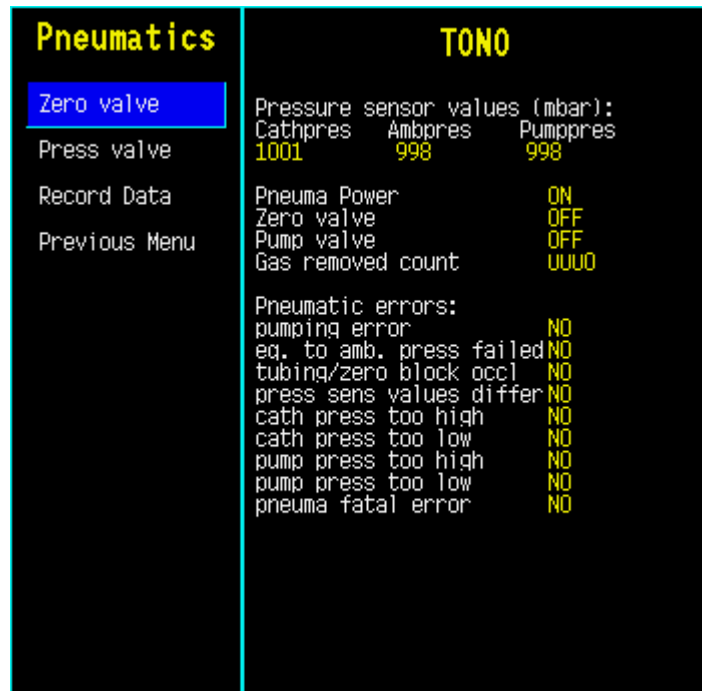 Pneumatics
Zero valve
Press valve
Record Data
Previous Menu
TONO
Pressure sensor values (mbar):
Cathpres Ambpres Pumppres
1001 998 998
Pneuma Power ON
Zero valve OFF
Pump valve OFF
Gas removed count UUU0
Pneumatic errors:
pumping error NO
eq. to amb. press failed NO
tubing/zero block occl NO
press sens values differ NO
cath press too high NO
cath press too low NO
pump press too high NO
pump press too low NO
pneuma fatal error NO